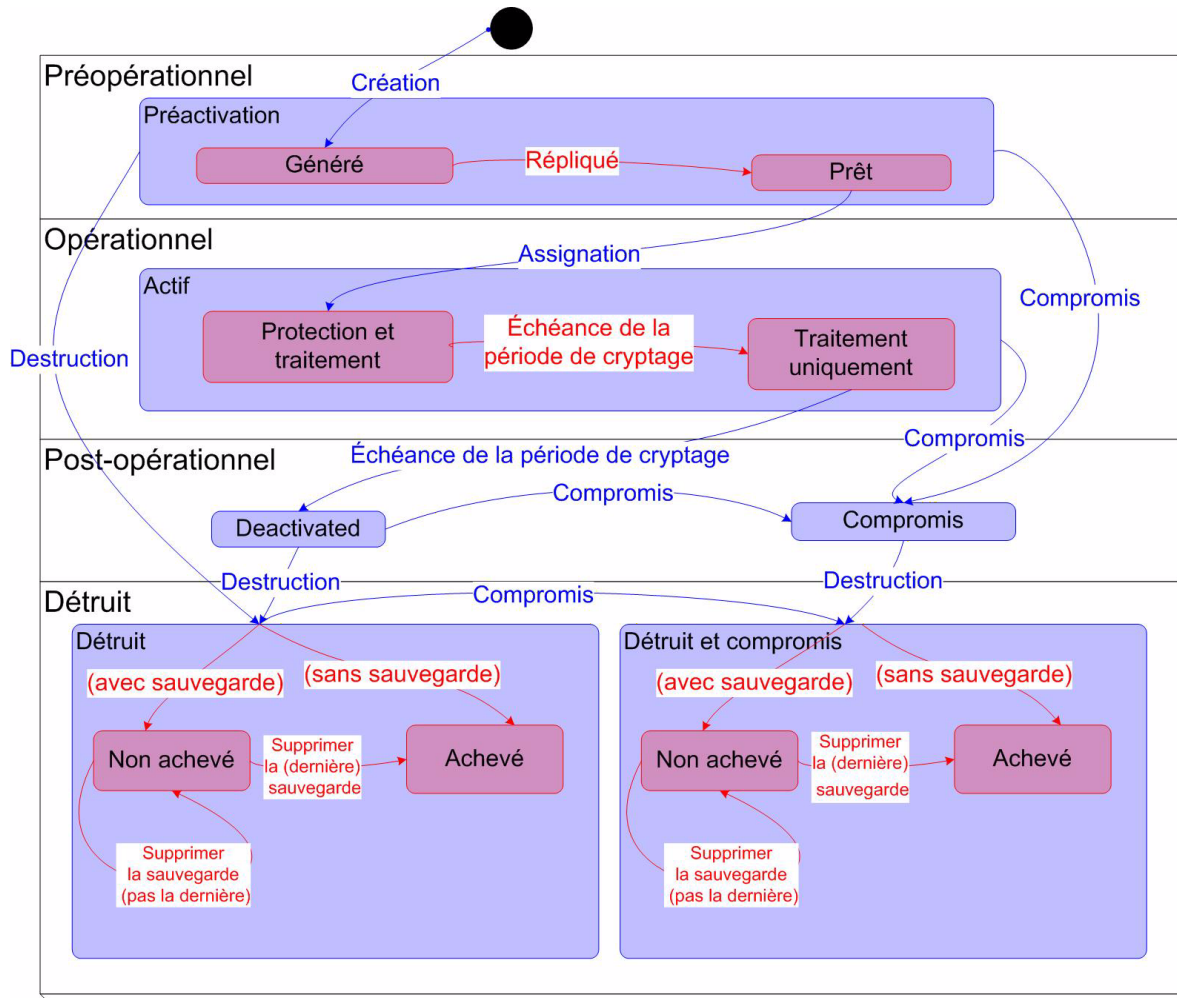 Préopérationnel
Création
Préactivation
Généré
Répliqué
Prêt
Opérationnel
Assignation
Actif
Compromis
Protection et
traitement
Échéance de la
période de cryptage
Traitement
uniquement
Destruction
Compromis
Post-opérationnel
Échéance de la période de cryptage
Compromis
Deactivated
Compromis
Destruction
Destruction
Détruit
Compromis
Détruit
(avec sauvegarde)
(sans sauvegarde)
Non achevé
Supprimer
la (dernière)
sauvegarde
Achevé
Supprimer
la sauvegarde
(pas la dernière)
Détruit et compromis
(avec sauvegarde)
(sans sauvegarde)
Non achevé
Supprimer
la (dernière)
sauvegarde
Achevé
Supprimer
la sauvegarde
(pas la dernière)